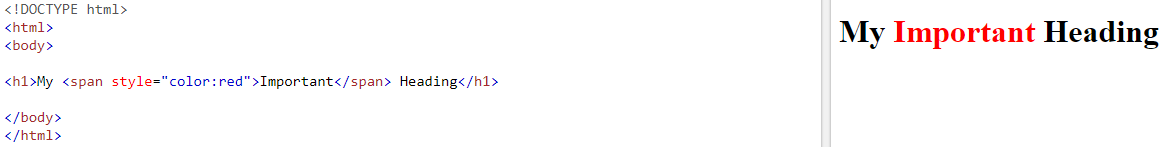 <!DOCTYPE html>
<html>
<body>
<h1>My <span style="color:red">Important</span> Heading</h1>
</body>
</html>
My Important Heading